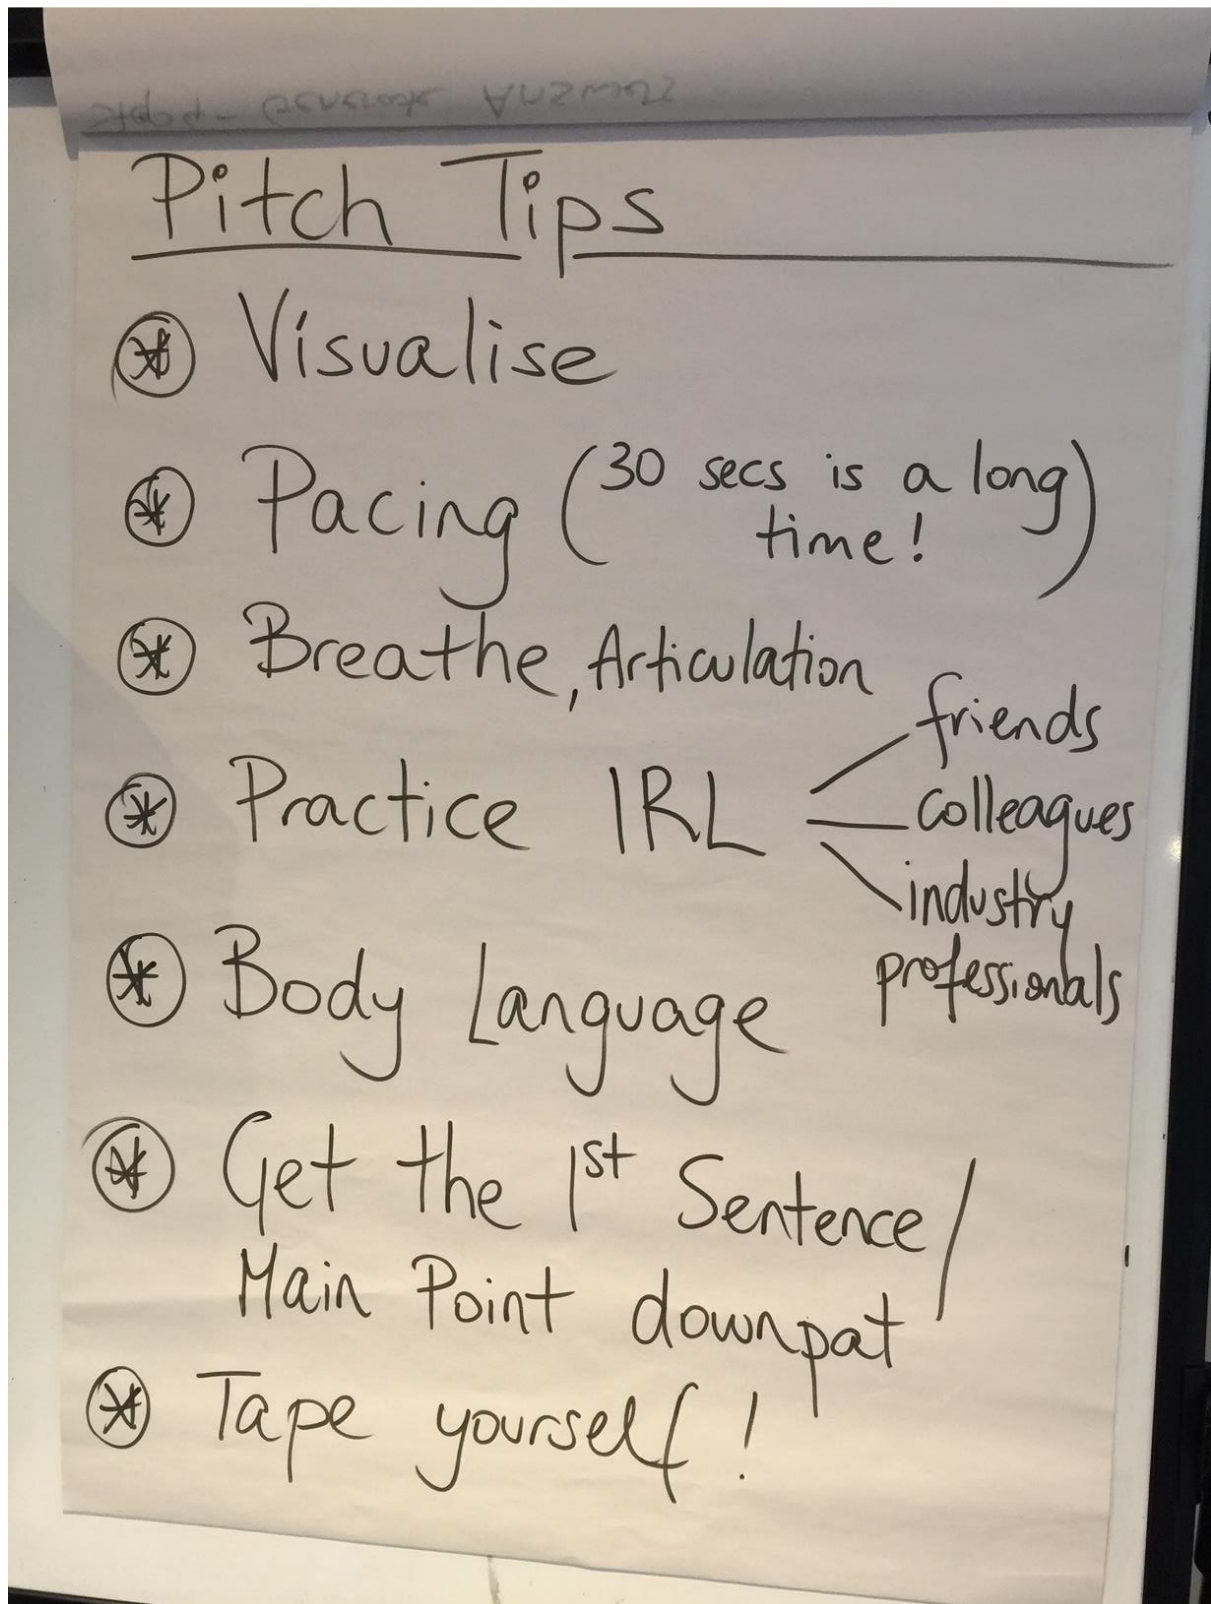 Pitch Tips
Visualise
Pacing (30 secs is a long
time!)
Breathe, Articulation
Practice IRL
friends
colleagues
industry
professionals
Body Language
Get the 1st Sentence/
Main Point downpat
Tape yourself!